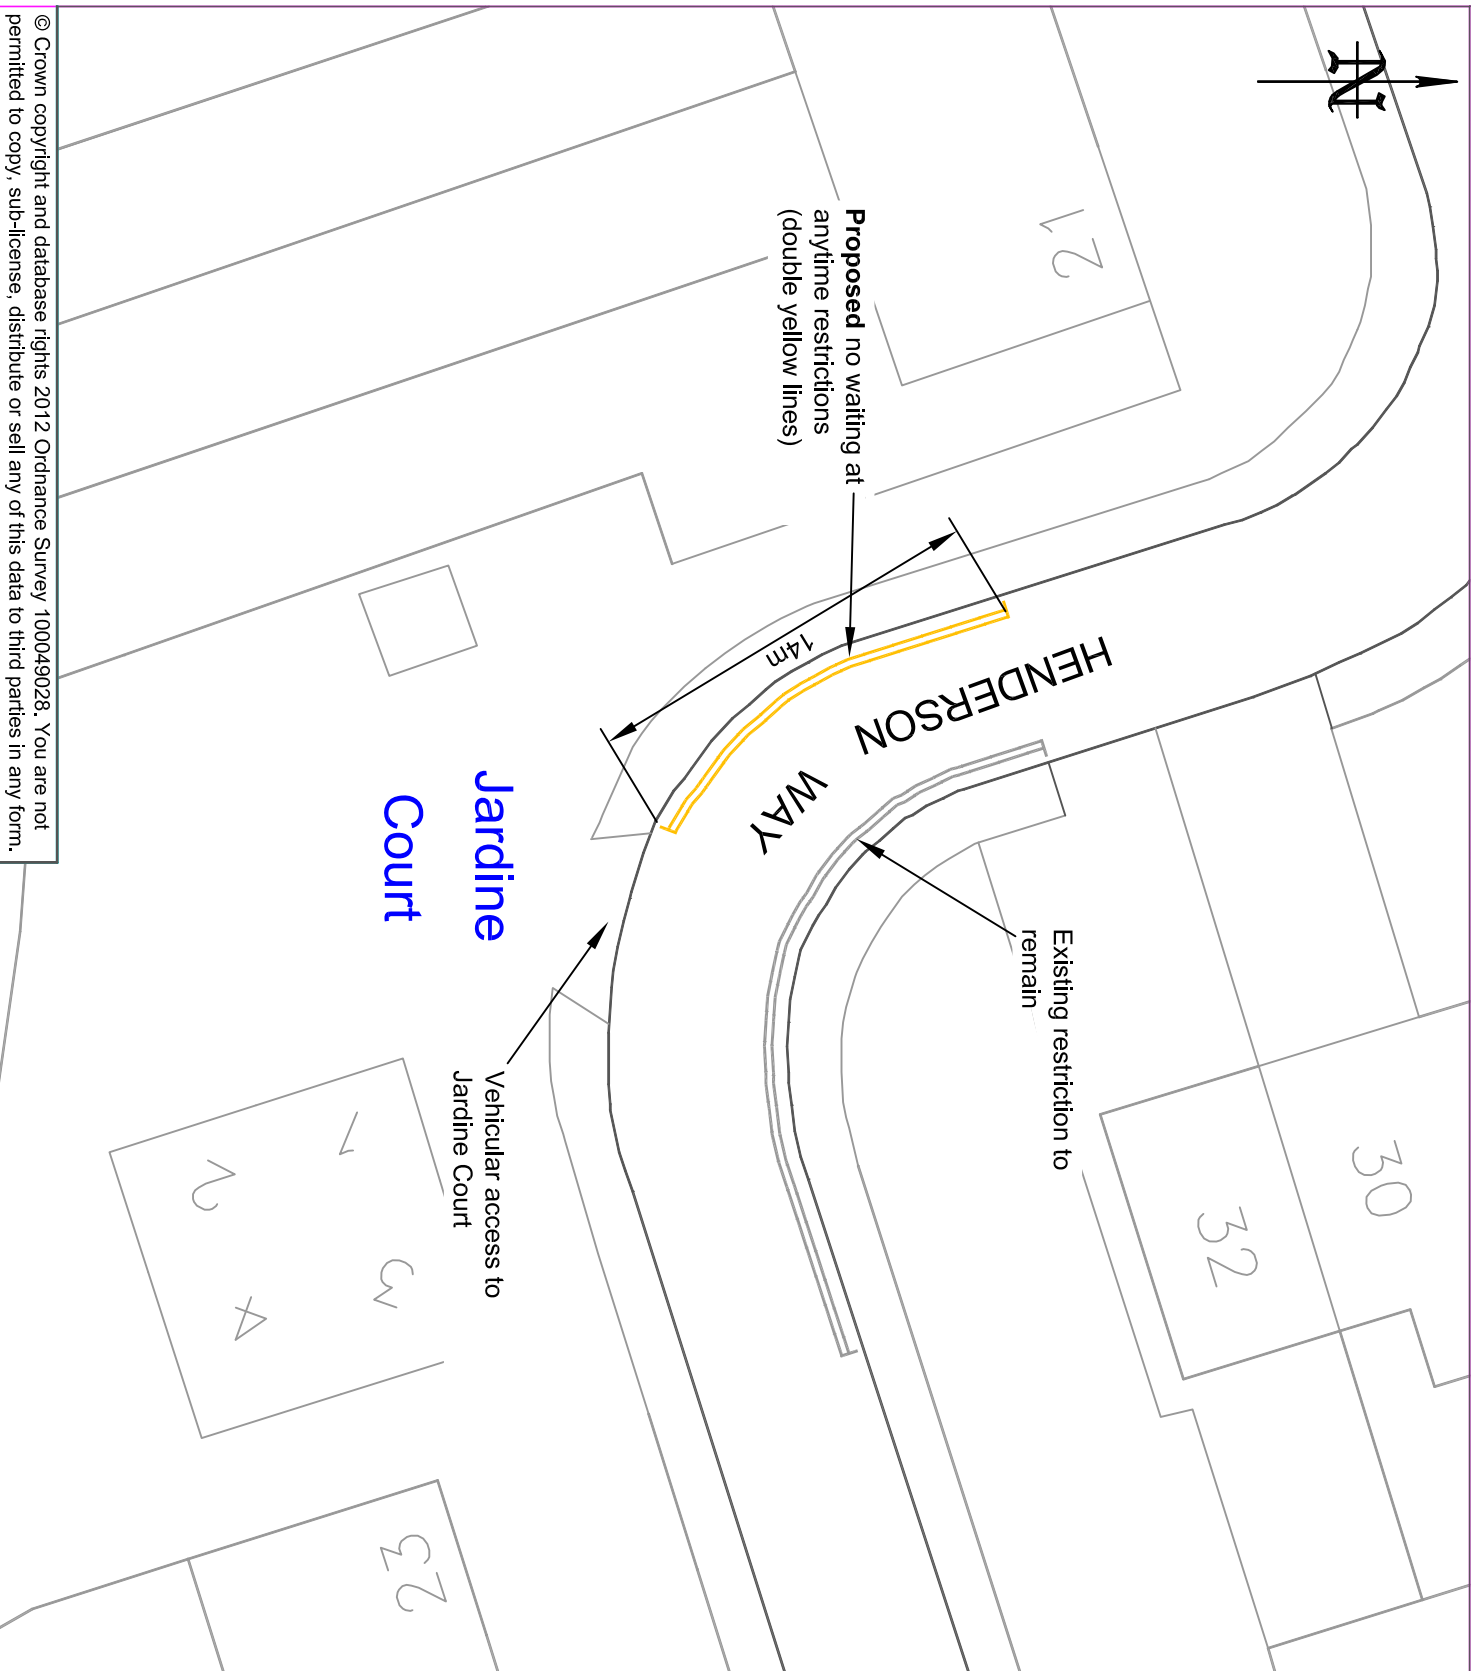 N
21
Proposed no waiting at
anytime restrictions
(double yellow lines)
14m
HENDERSON
WAY
Existing restriction to
remain
30
32
Jardine
Court
Vehicular access to
Jardine Court
1
2
3
4
23
© Crown copyright and database rights 2012 Ordnance Survey 100049028. You are not
permitted to copy, sub-license, distribute or sell any of this data to third parties in any form.